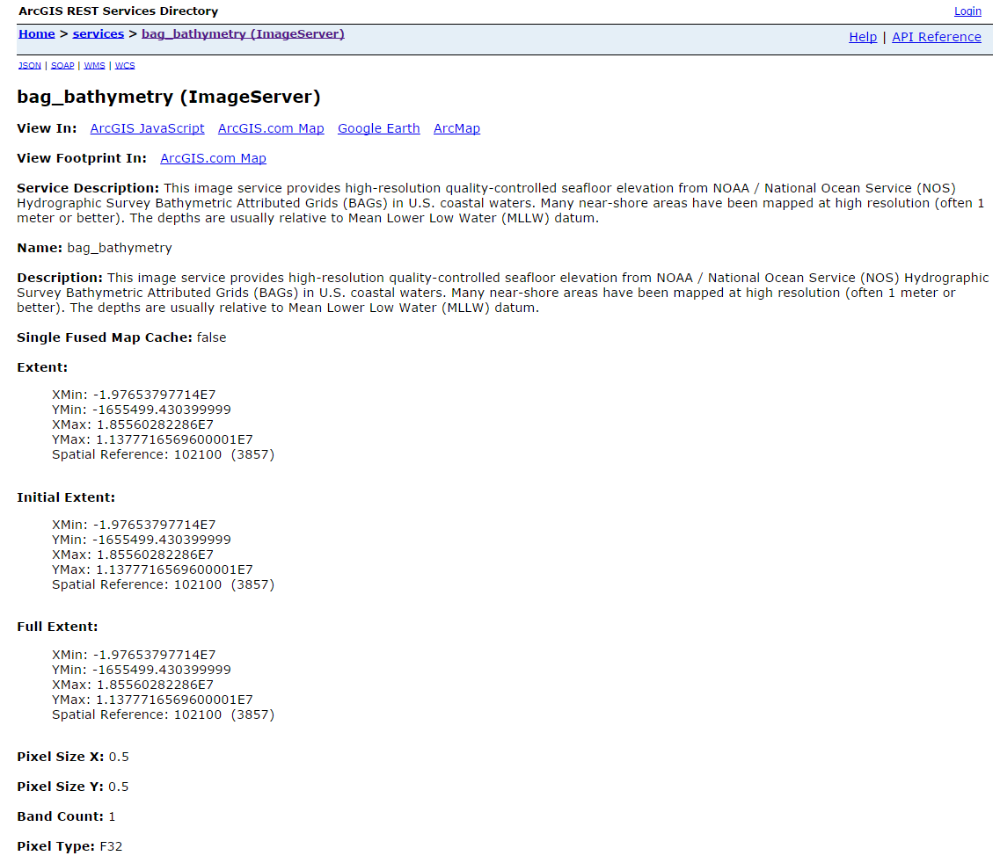 ArcGIS REST Services Directory Login
Home > services > bag_bathymetry (ImageServer) Help | API Reference
JSON | SOAP | WMS | WCS
bag_bathymetry (ImageServer)
View In: ArcGIS JavaScript ArcGIS.com Map Google Earth ArcMap
View Footprint In: ArcGIS.com Map
Service Description: This image service provides high-resolution quality-controlled seafloor elevation from NOAA / National Ocean Service (NOS)
Hydrographic Survey Bathymetric Attributed Grids (BAGs) in U.S. coastal waters. Many near-shore areas have been mapped at high resolution (often 1
meter or better). The depths are usually relative to Mean Lower Low Water (MLLW) datum.
Name: bag_bathymetry
Description: This image service provides high-resolution quality-controlled seafloor elevation from NOAA / National Ocean Service (NOS) Hydrographic
Survey Bathymetric Attributed Grids (BAGs) in U.S. coastal waters. Many near-shore areas have been mapped at high resolution (often 1 meter or
better). The depths are usually relative to Mean Lower Low Water (MLLW) datum.
Single Fused Map Cache: false
Extent:
XMin: -1.97653797714E7
YMin: -1655499.430399999
XMax: 1.85560282286E7
YMax: 1.1377716569600001E7
Spatial Reference: 102100 (3857)
Initial Extent:
XMin: -1.97653797714E7
YMin: -1655499.430399999
XMax: 1.85560282286E7
YMax: 1.1377716569600001E7
Spatial Reference: 102100 (3857)
Full Extent:
XMin: -1.97653797714E7
YMin: -1655499.430399999
XMax: 1.85560282286E7
YMax: 1.1377716569600001E7
Spatial Reference: 102100 (3857)
Pixel Size X: 0.5
Pixel Size Y: 0.5
Band Count: 1
Pixel Type: F32